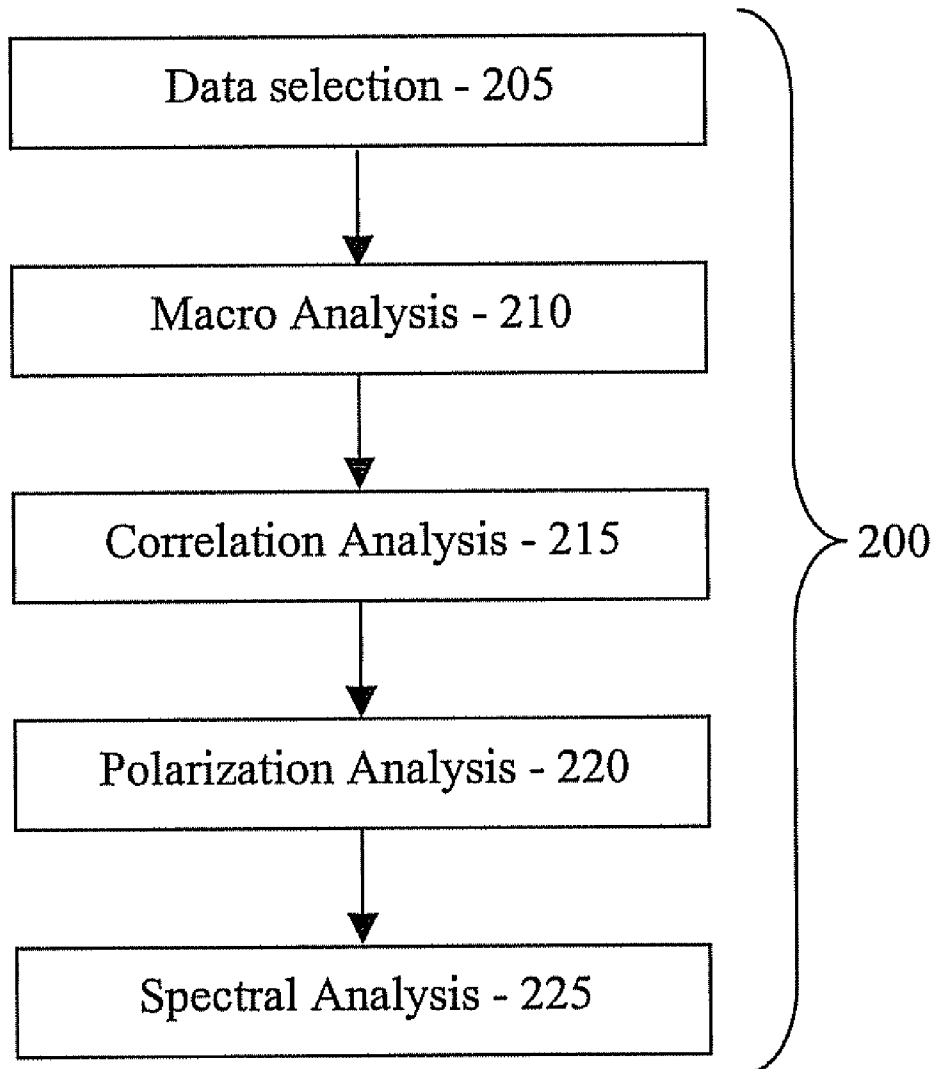 Data selection - 205
Macro Analysis - 210
Correlation Analysis - 215
200
Polarization Analysis - 220
Spectral Analysis - 225